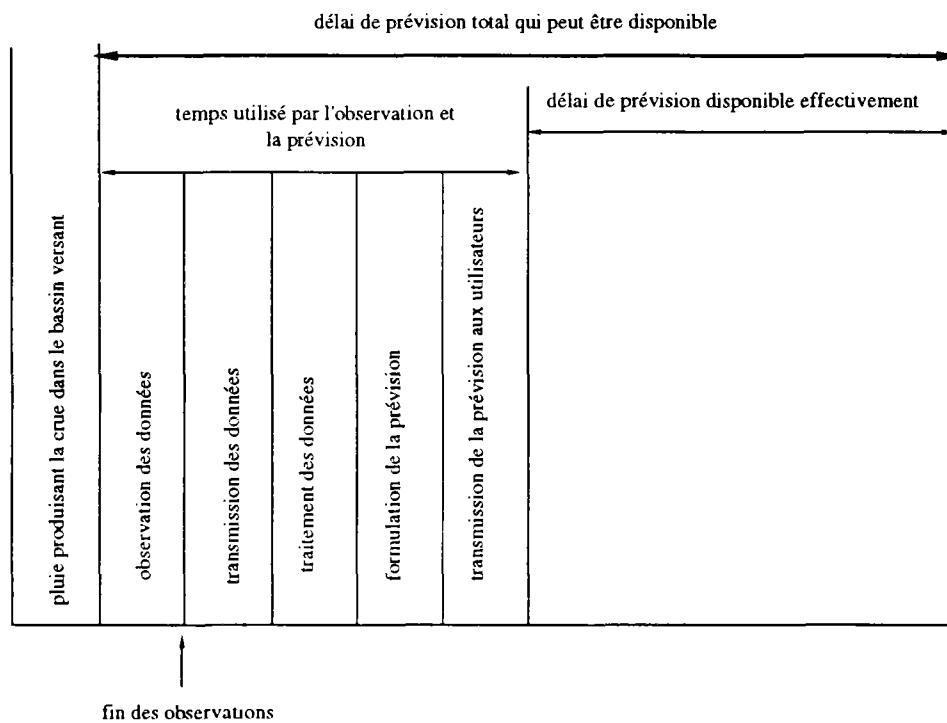 délai de prévision total qui peut être disponible
temps utilisé par l'observation et
la prévision
délai de prévision disponible effectivement
pluie produisant la crue dans le bassin versant
observation des données
transmission des données
traitement des données
formulation de la prévision
transmission de la prévision aux utilisateurs
fin des observations